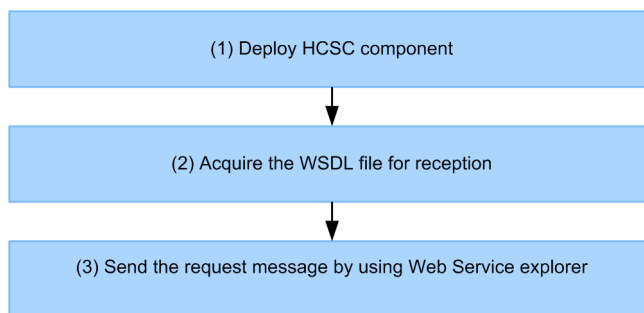 (1) Deploy HCSC component
(2) Acquire the WSDL file for reception
(3) Send the request message by using Web Service explorer